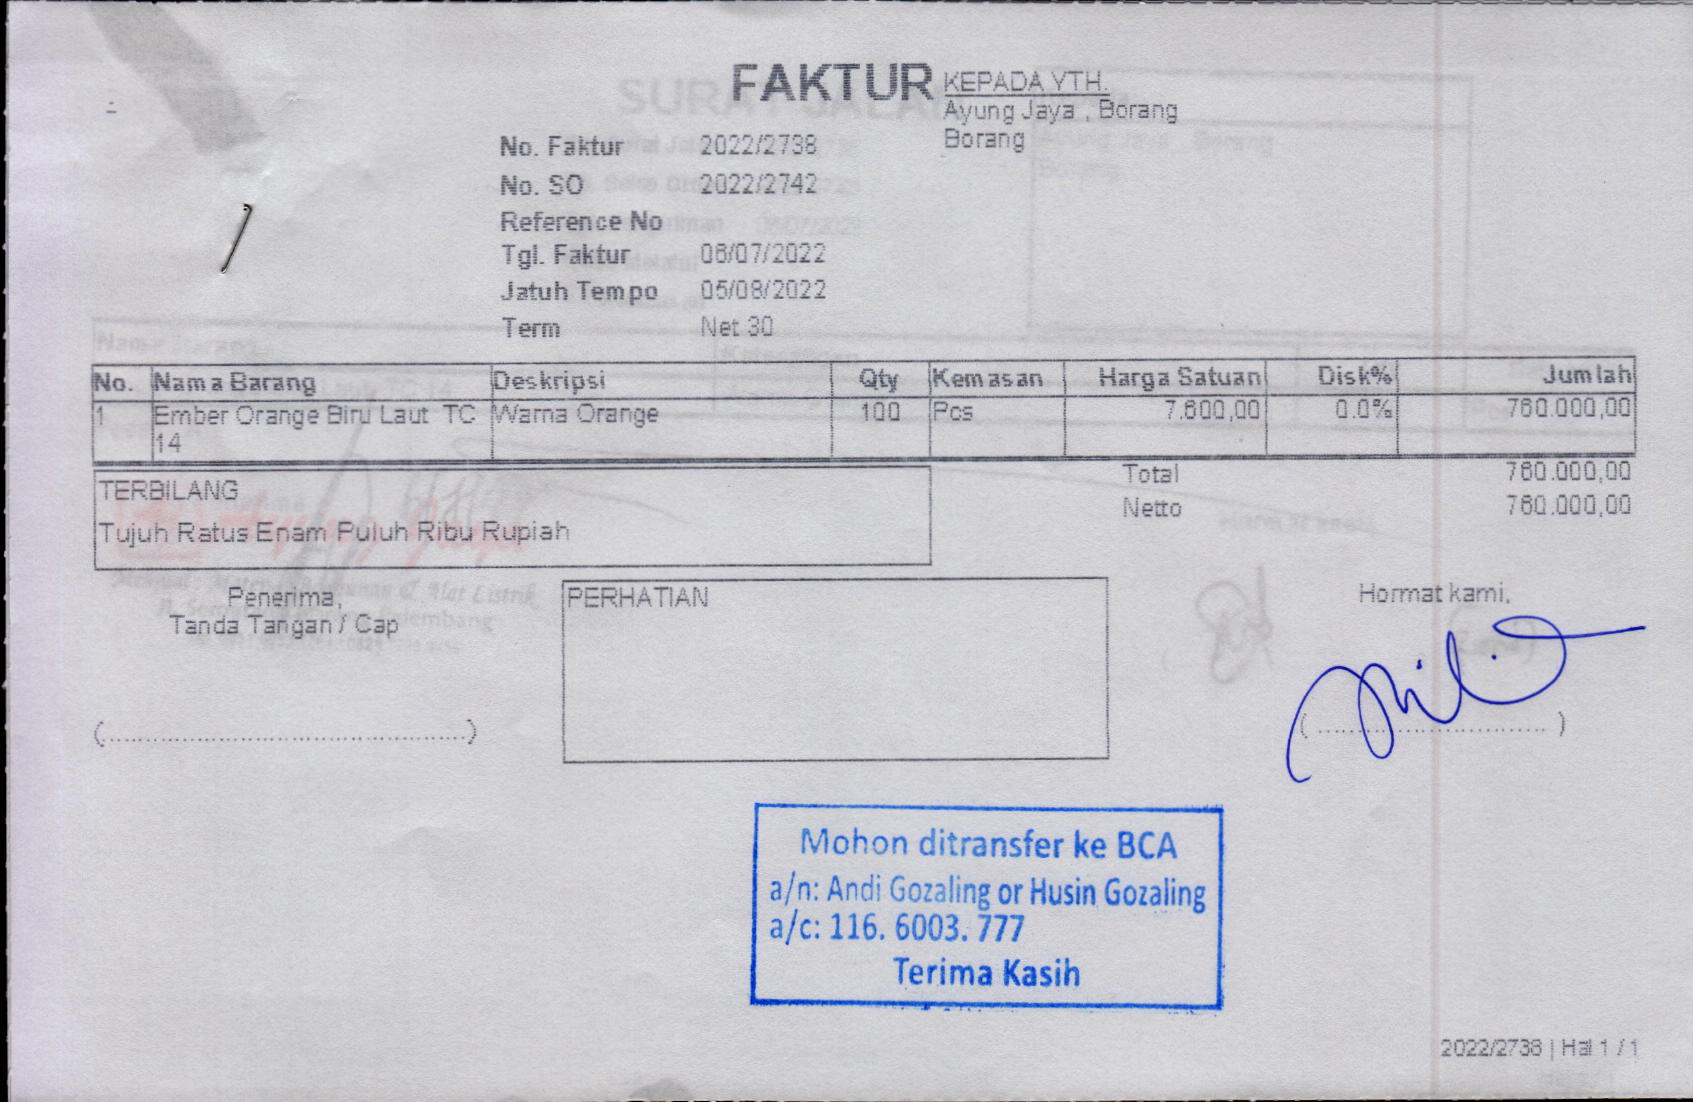 FAKTUR
KEPADA YTH.
Ayung Jaya , Borang
Borang
No. Faktur 2022/2738
No. SO 2022/2742
Reference No
Tgl. Faktur 06/07/2022
Jatuh Tempo 05/08/2022
Term Net 30
No. Nama Barang Deskripsi Qty Kemasan Harga Satuan Disk% Jumlah
1 Ember Orange Biru Laut TC Warna Orange 100 Pcs 7.600,00 0.0% 760.000,00
14
Total 760.000,00
Netto 760.000,00
TERBILANG
Tujuh Ratus Enam Puluh Ribu Rupiah
Penerima,
Tanda Tangan / Cap
(............................................)
PERHATIAN
Hormat kami,
(..............................)
Mohon ditransfer ke BCA
a/n: Andi Gozaling or Husin Gozaling
a/c: 116. 6003. 777
Terima Kasih
2022/2738 | Hal 1 / 1